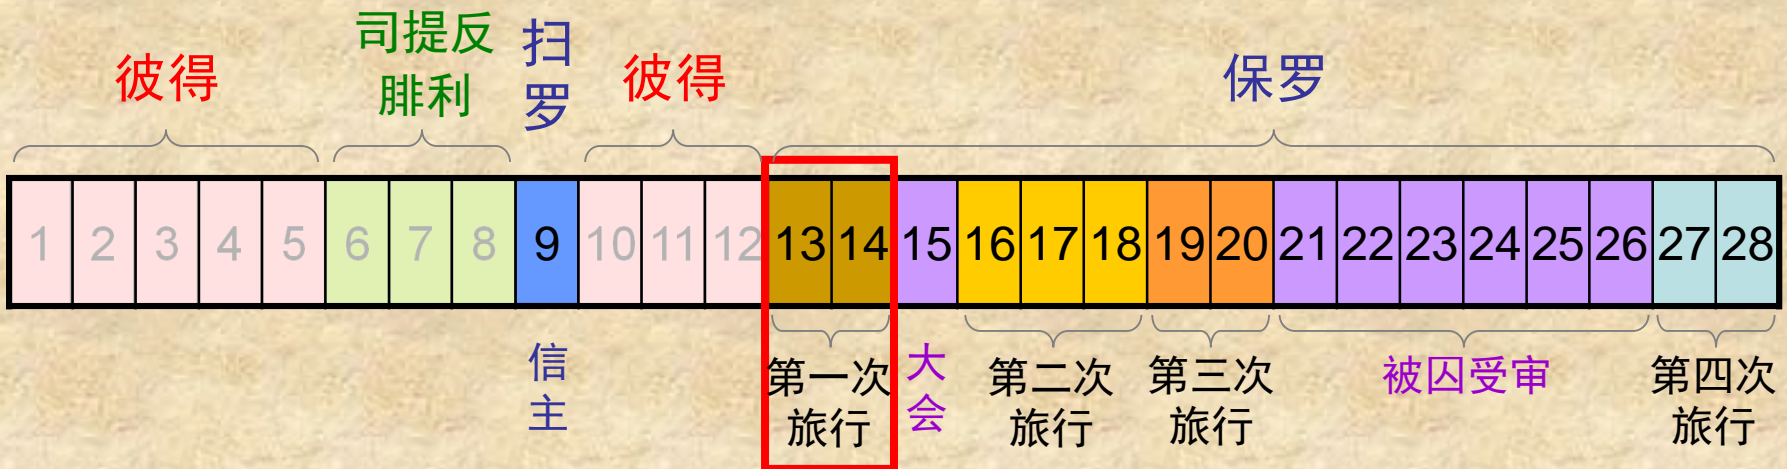 彼得
司提反
腓利
扫
罗
彼得
保罗
1 2 3 4 5 6 7 8 9 10 11 12 13 14 15 16 17 18 19 20 21 22 23 24 25 26 27 28
信
主
第一次
旅行
大
会
第二次
旅行
第三次
旅行
被囚受审
第四次
旅行